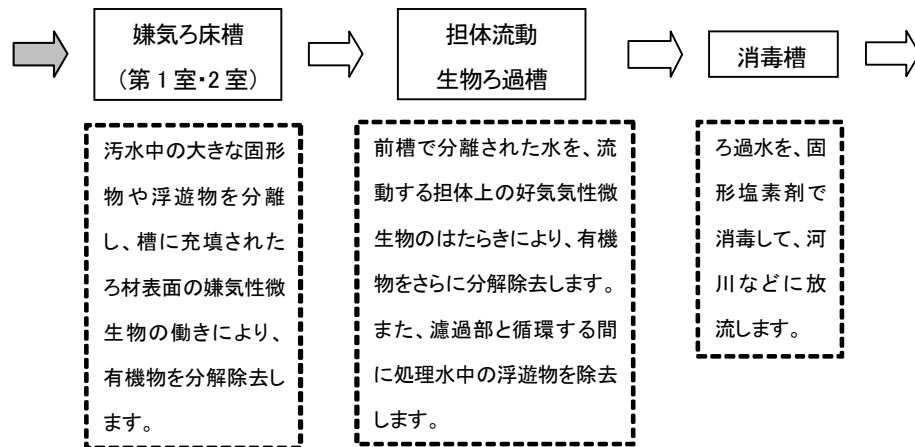 嫌気ろ床槽
(第1室・2室)
担体流動
生物ろ過槽
消毒槽
汚水中の大きな固形
物や浮遊物を分離
し、槽に充填された
ろ材表面の嫌気性微
生物の働きにより、
有機物を分解除去し
ます。
前槽で分離された水を、流
動する担体上の好気気性微
生物のはたらきにより、有機
物をさらに分解除去します。
また、濾過部と循環する間
に処理水中の浮遊物を除去
します。
ろ過水を、固
形塩素剤で
消毒して、河
川などに放
流します。